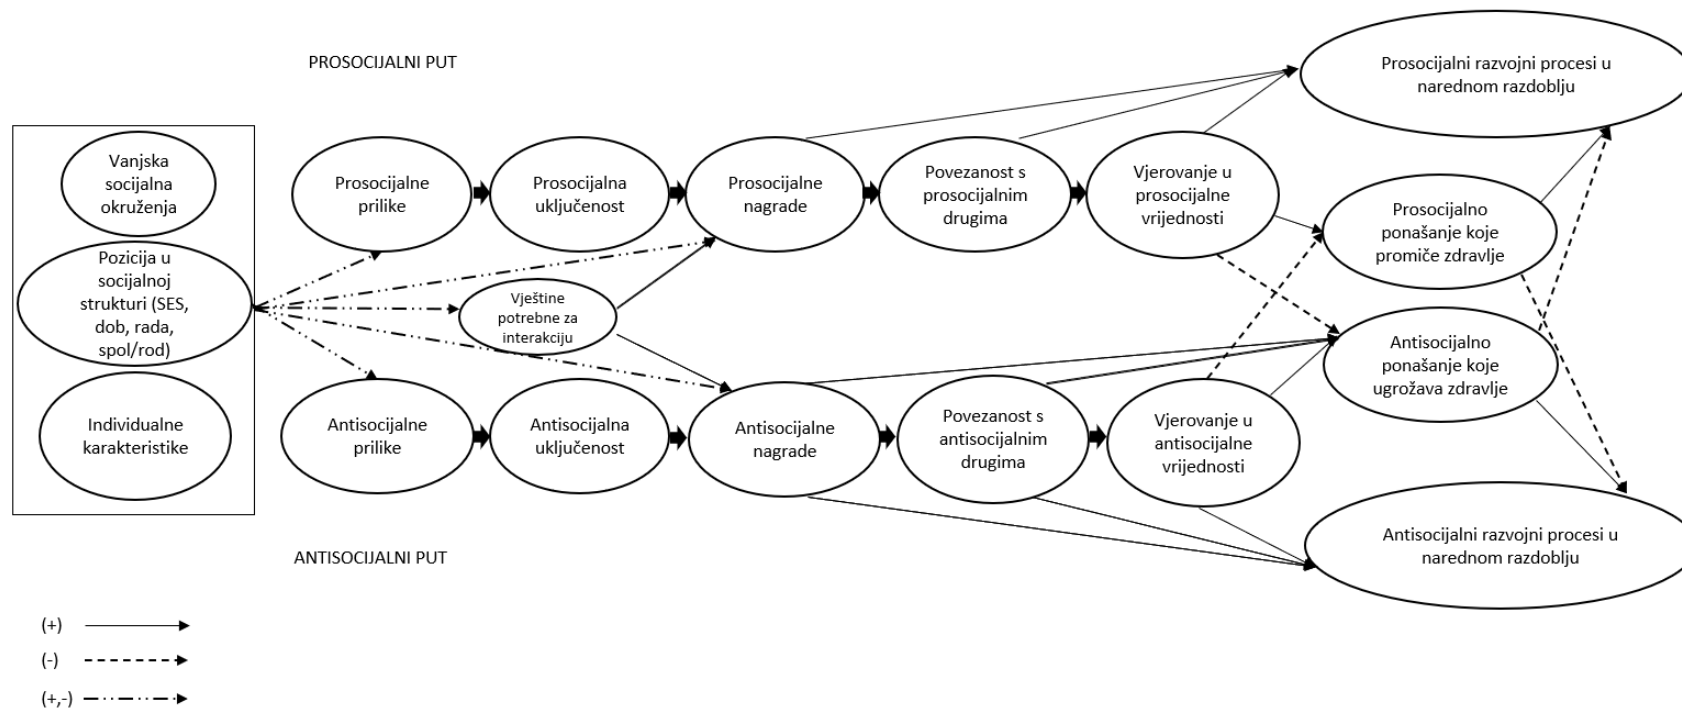 PROSOCIJALNI PUT
Prosocijalni razvojni procesi u
narednom razdoblju
Vanjska
socijalna
okruženja
Prosocijalne
prilike
Prosocijalna
uključenost
Prosocijalne
nagrade
Povezanost s
prosocijalnim
drugima
Vjerovanje u
prosocijalne
vrijednosti
Prosocijalno
ponašanje koje
promiče zdravlje
Pozicija u
socijalnoj
strukturi (SES,
dob, rada,
spol/rod)
Vještine
potrebne za
interakciju
Antisocijalno
ponašanje koje
ugrožava zdravlje
Individualne
karakteristike
Antisocijalne
prilike
Antisocijalna
uključenost
Antisocijalne
nagrade
Povezanost s
antisocijalnim
drugima
Vjerovanje u
antisocijalne
vrijednosti
Antisocijalni razvojni procesi u
narednom razdoblju
ANTISOCIJALNI PUT
(+)
(-)
(+,-)